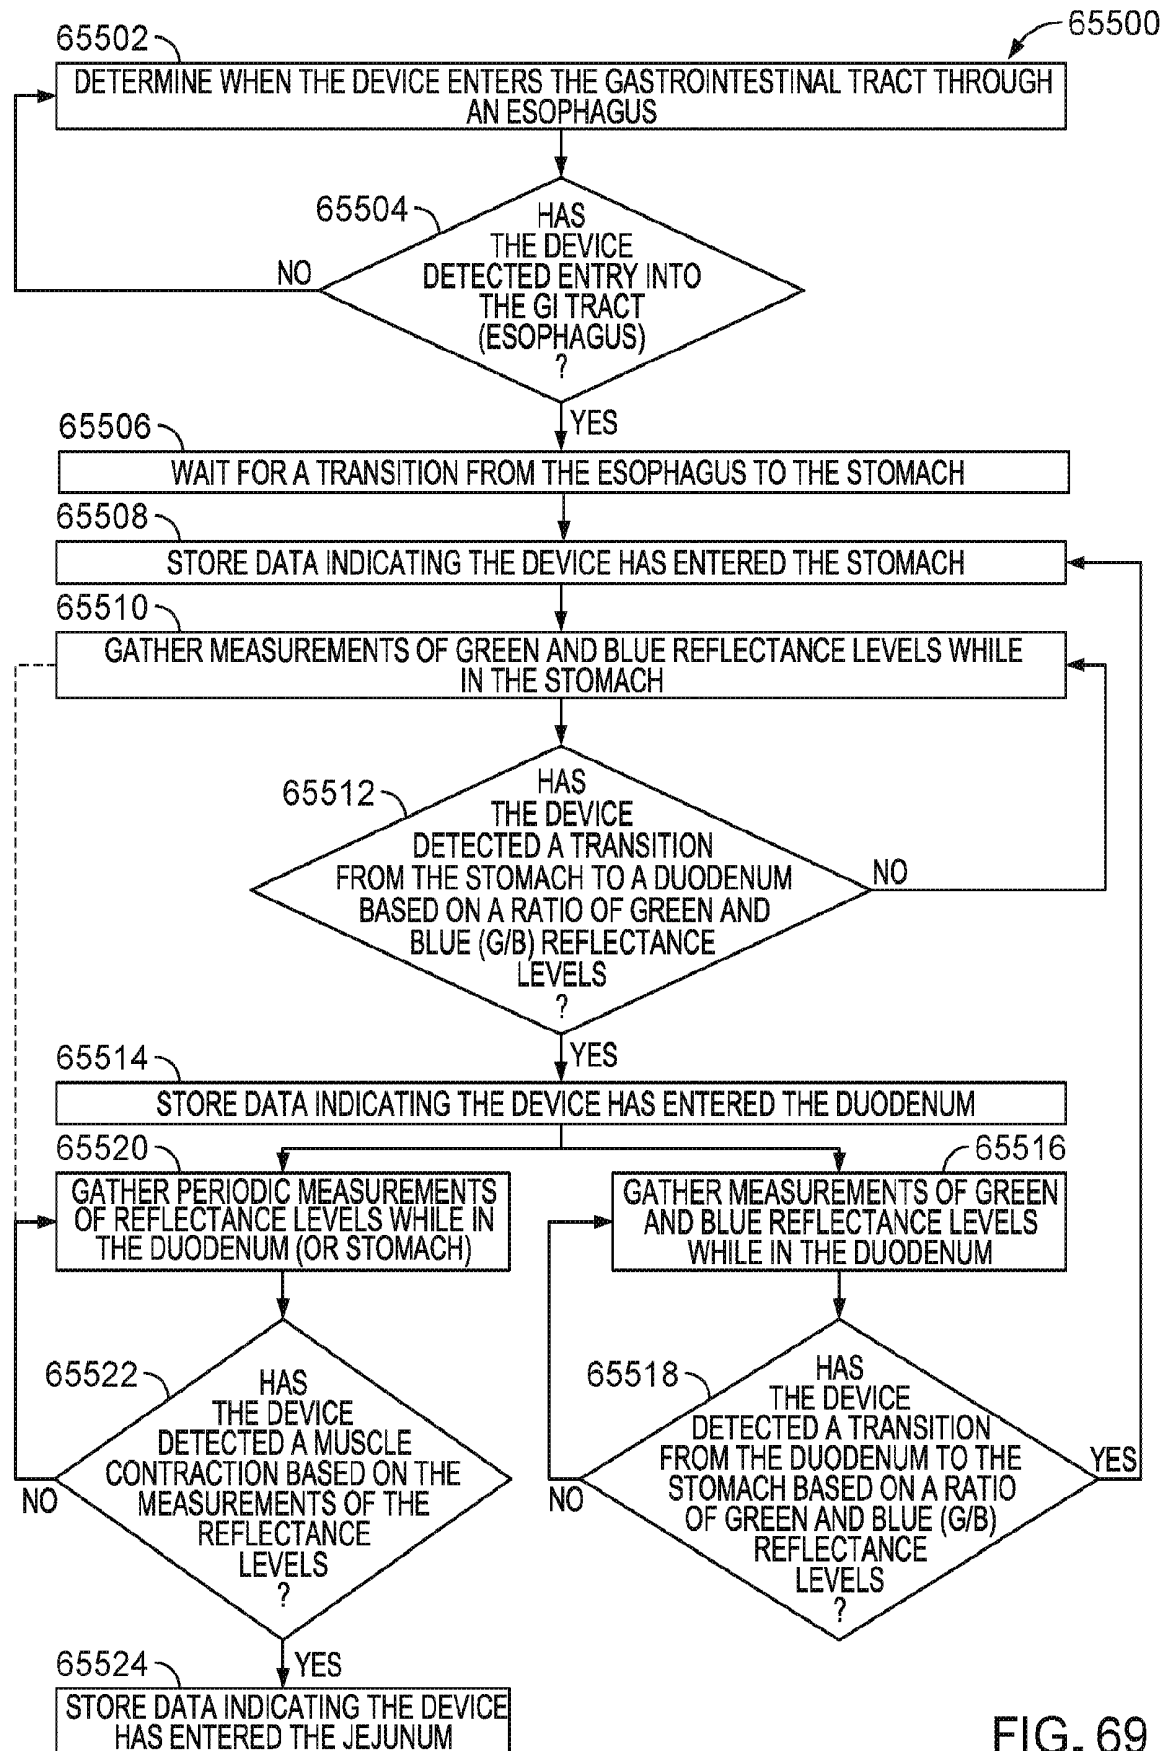 65500
65502
DETERMINE WHEN THE DEVICE ENTERS THE GASTROINTESTINAL TRACT THROUGH
AN ESOPHAGUS
65504
HAS
THE DEVICE
DETECTED ENTRY INTO
THE GI TRACT
(ESOPHAGUS)
?
NO
YES
65506
WAIT FOR A TRANSITION FROM THE ESOPHAGUS TO THE STOMACH
65508
STORE DATA INDICATING THE DEVICE HAS ENTERED THE STOMACH
65510
GATHER MEASUREMENTS OF GREEN AND BLUE REFLECTANCE LEVELS WHILE
IN THE STOMACH
65512
HAS
THE DEVICE
DETECTED A TRANSITION
FROM THE STOMACH TO A DUODENUM
BASED ON A RATIO OF GREEN AND
BLUE (G/B) REFLECTANCE
LEVELS
?
NO
YES
65514
STORE DATA INDICATING THE DEVICE HAS ENTERED THE DUODENUM
65520
GATHER PERIODIC MEASUREMENTS
OF REFLECTANCE LEVELS WHILE IN
THE DUODENUM (OR STOMACH)
65516
GATHER MEASUREMENTS OF GREEN
AND BLUE REFLECTANCE LEVELS
WHILE IN THE DUODENUM
65522
HAS
THE DEVICE
DETECTED A MUSCLE
CONTRACTION BASED ON THE
MEASUREMENTS OF THE
REFLECTANCE
LEVELS
?
NO
YES
65518
HAS
THE DEVICE
DETECTED A TRANSITION
FROM THE DUODENUM TO THE
STOMACH BASED ON A RATIO
OF GREEN AND BLUE (G/B)
REFLECTANCE
LEVELS
?
NO
YES
65524
STORE DATA INDICATING THE DEVICE
HAS ENTERED THE JEJUNUM
FIG. 69